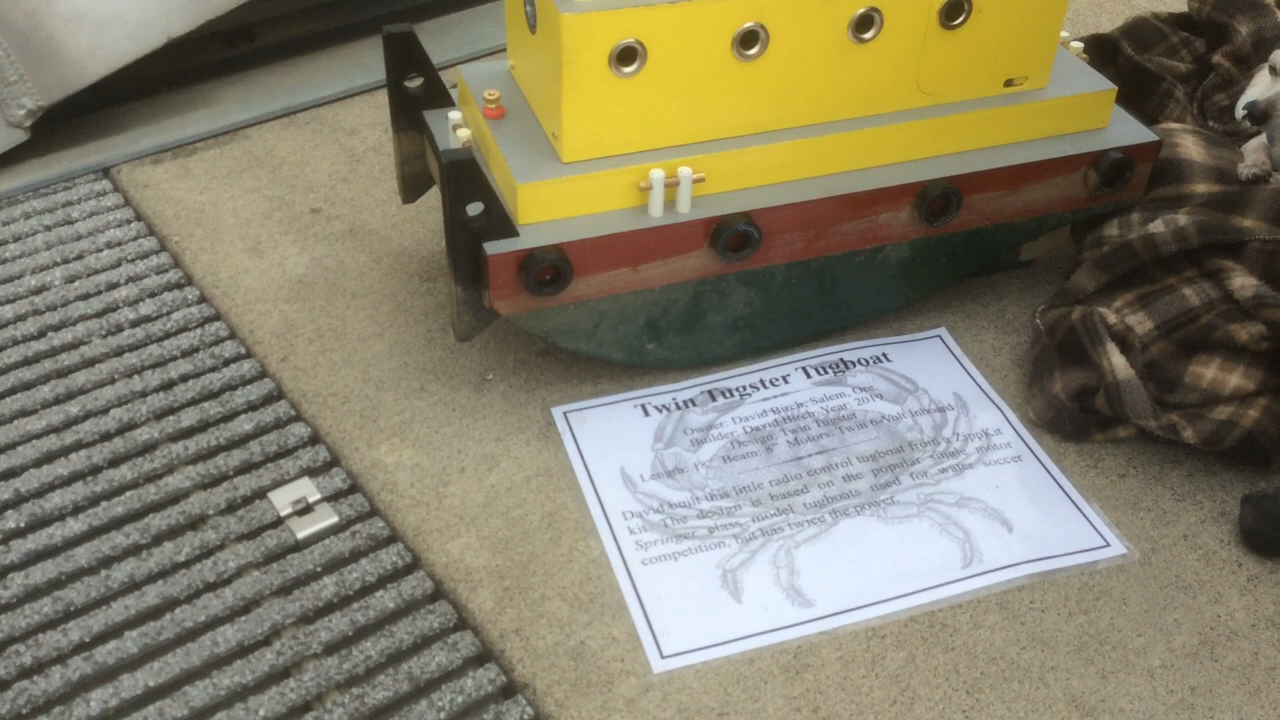 Twin Tugster Tugboat
Owner: David Birch, Salem, Ore.
Builder: David Birch, Year: 2019
Design: Twin Tugster
Length: Beam: 8" Motors: Twin 6-Volt Inboard
David built this little radio control tugboat from a ZippKit
kit. The design is based on the popular single motor
Springer class model tugboats used for water soccer
competition, but has twice the power.